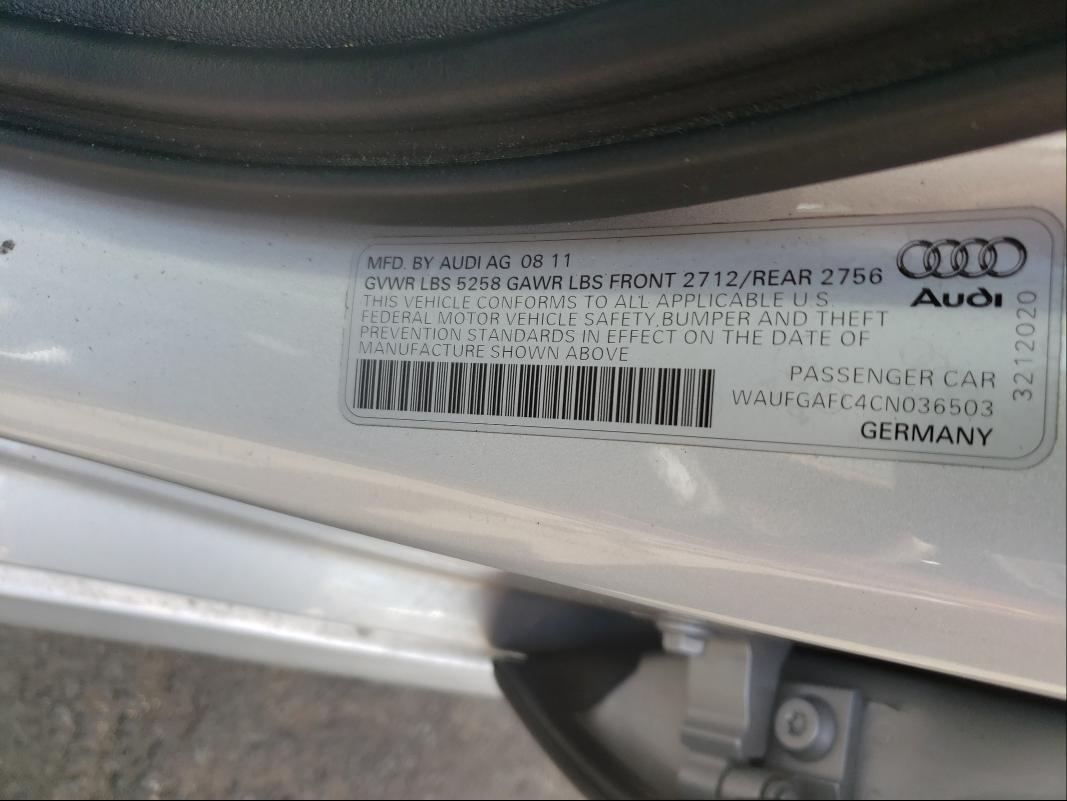 MFD. BY AUDI AG 08 11
GVWR LBS 5258 GAWR LBS FRONT 2712/REAR 2756
THIS VEHICLE CONFORMS TO ALL APPLICABLE U S.
FEDERAL MOTOR VEHICLE SAFETY,BUMPER AND THEFT
PREVENTION STANDARDS IN EFFECT ON THE DATE OF
MANUFACTURE SHOWN ABOVE
Audi
PASSENGER CAR
WAUFGAFC4CN036503
GERMANY
3212020